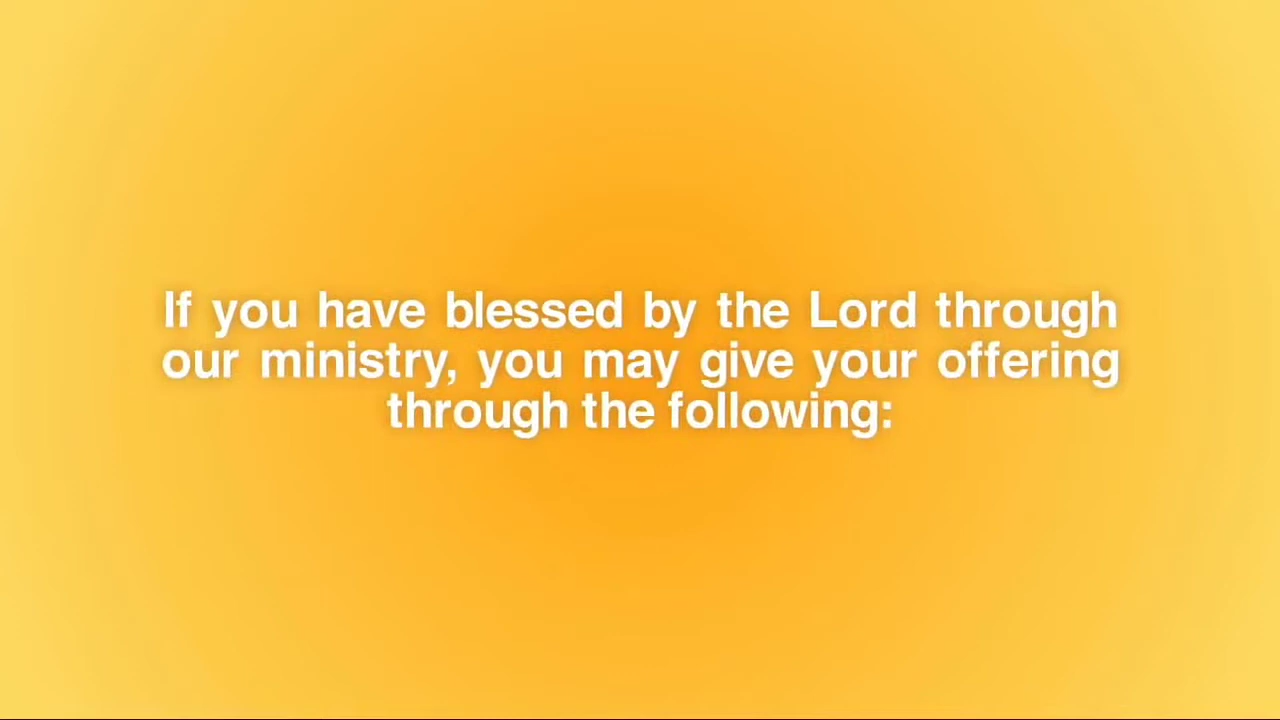 If you have blessed by the Lord through
our ministry, you may give your offering
through the following: